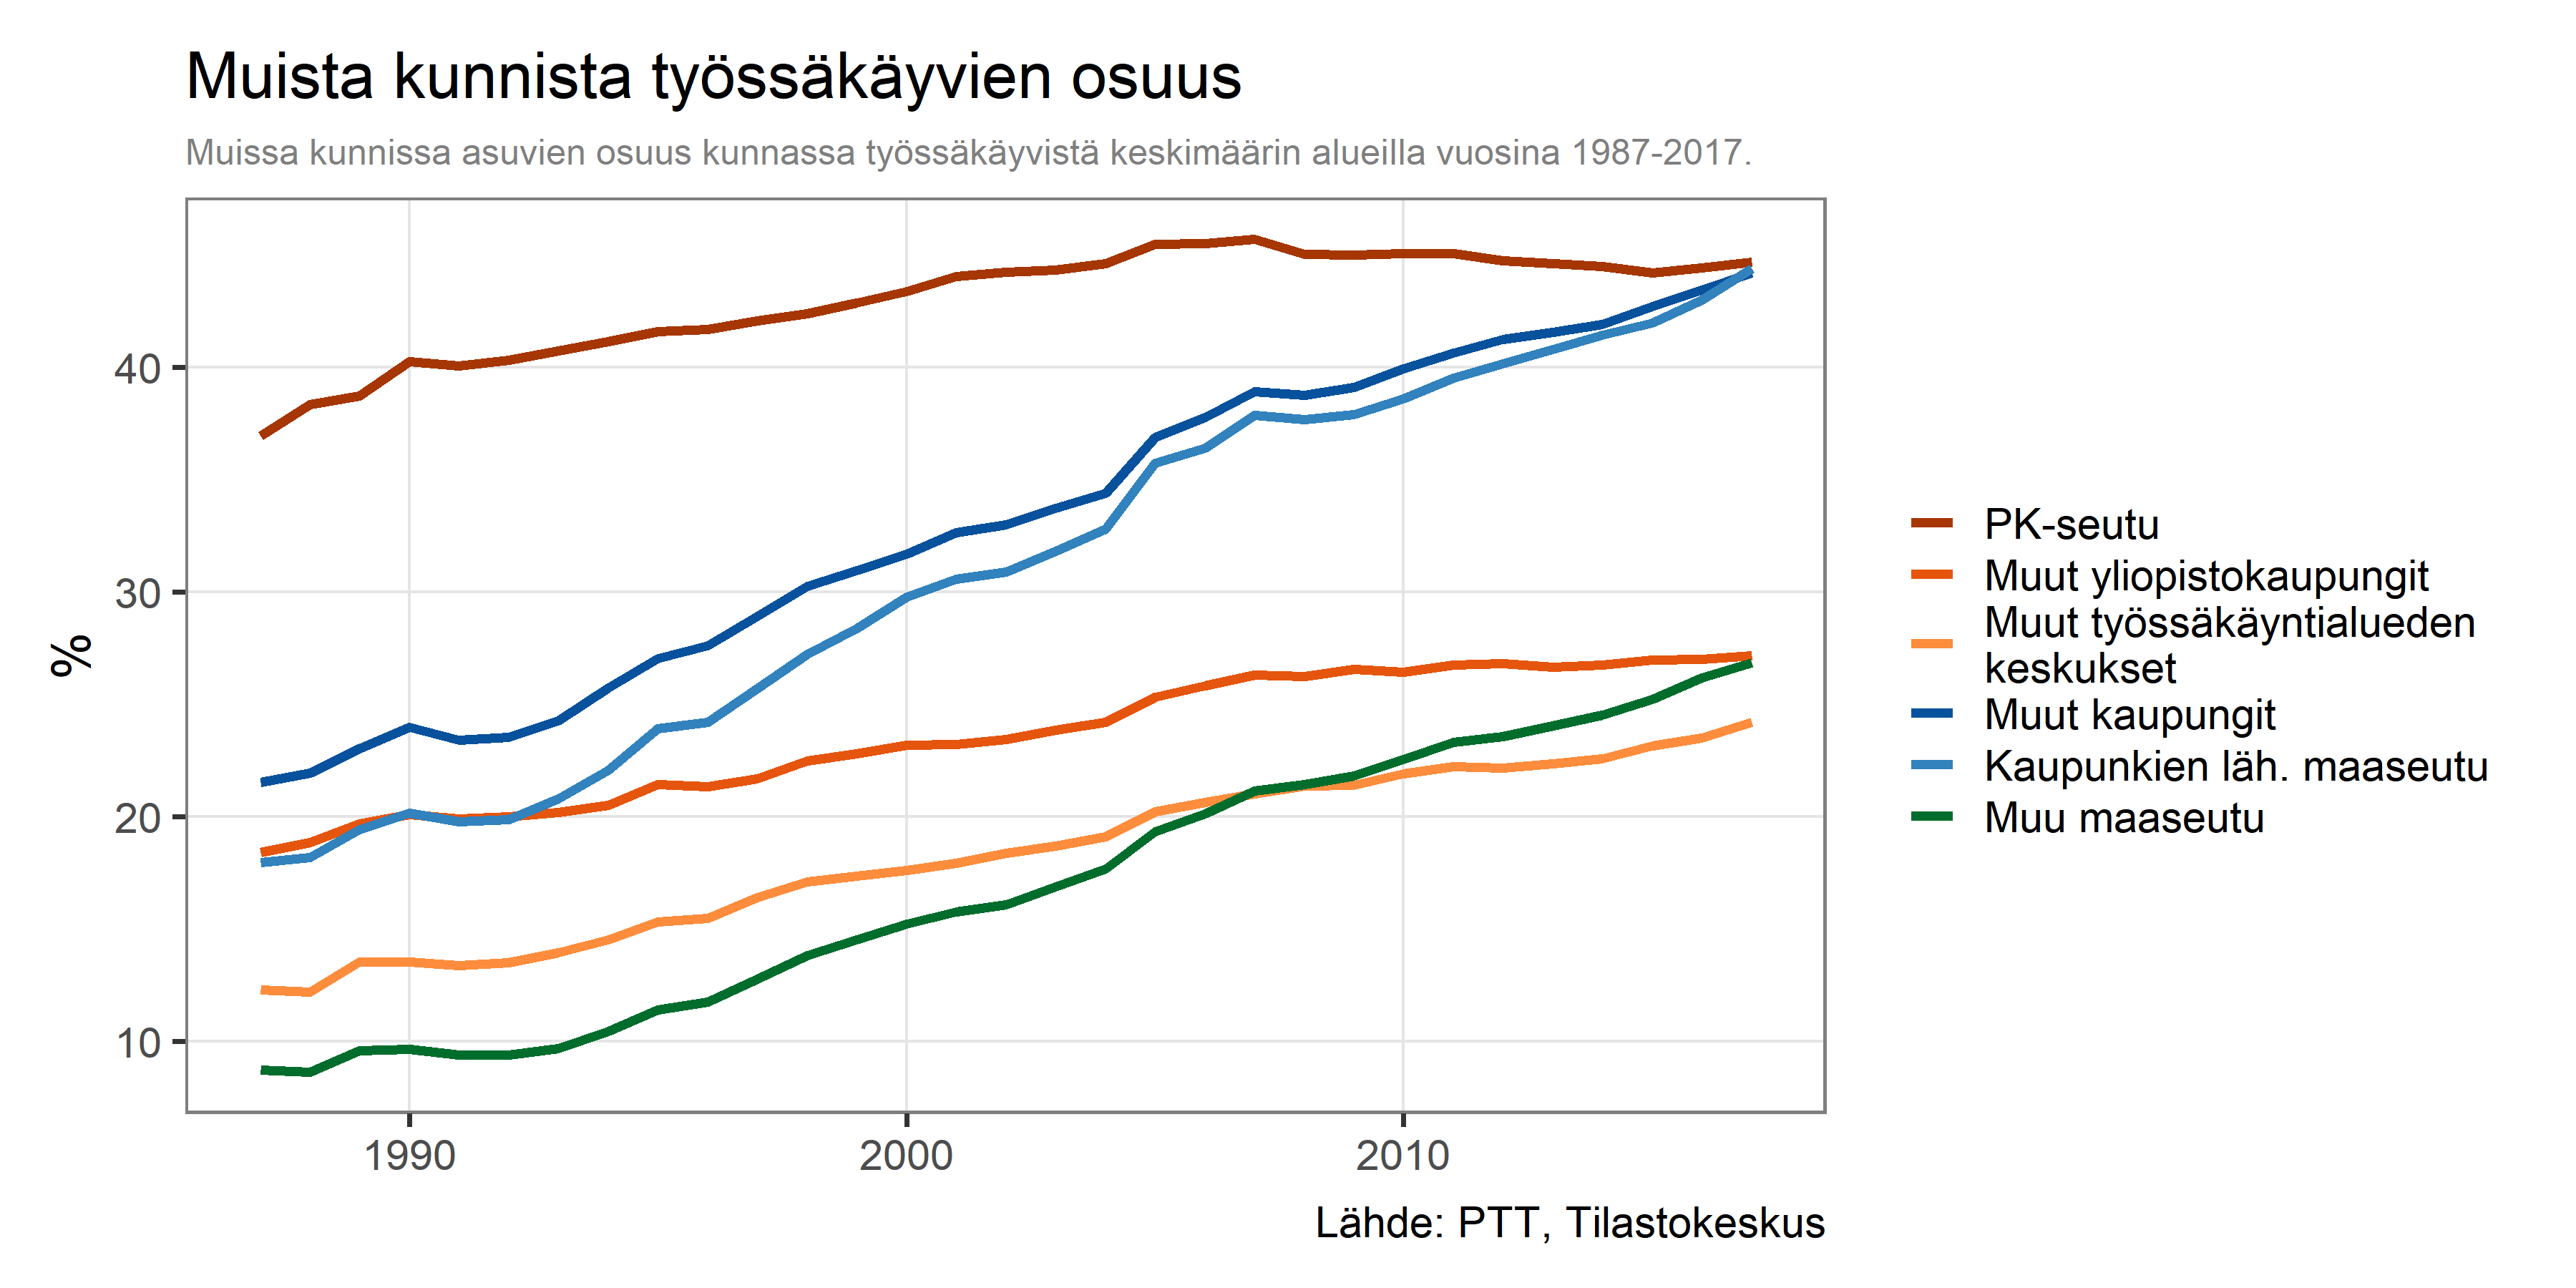 Muista kunnista työssäkäyvien osuus
Muissa kunnissa asuvien osuus kunnassa työssäkäyvistä keskimäärin alueilla vuosina 1987-2017.
%
40
30
20
10
1990
2000
2010
PK-seutu
Muut yliopistokaupungit
Muut työssäkäyntialueden
keskukset
Muut kaupungit
Kaupunkien läh. maaseutu
Muu maaseutu
Lähde: PTT, Tilastokeskus